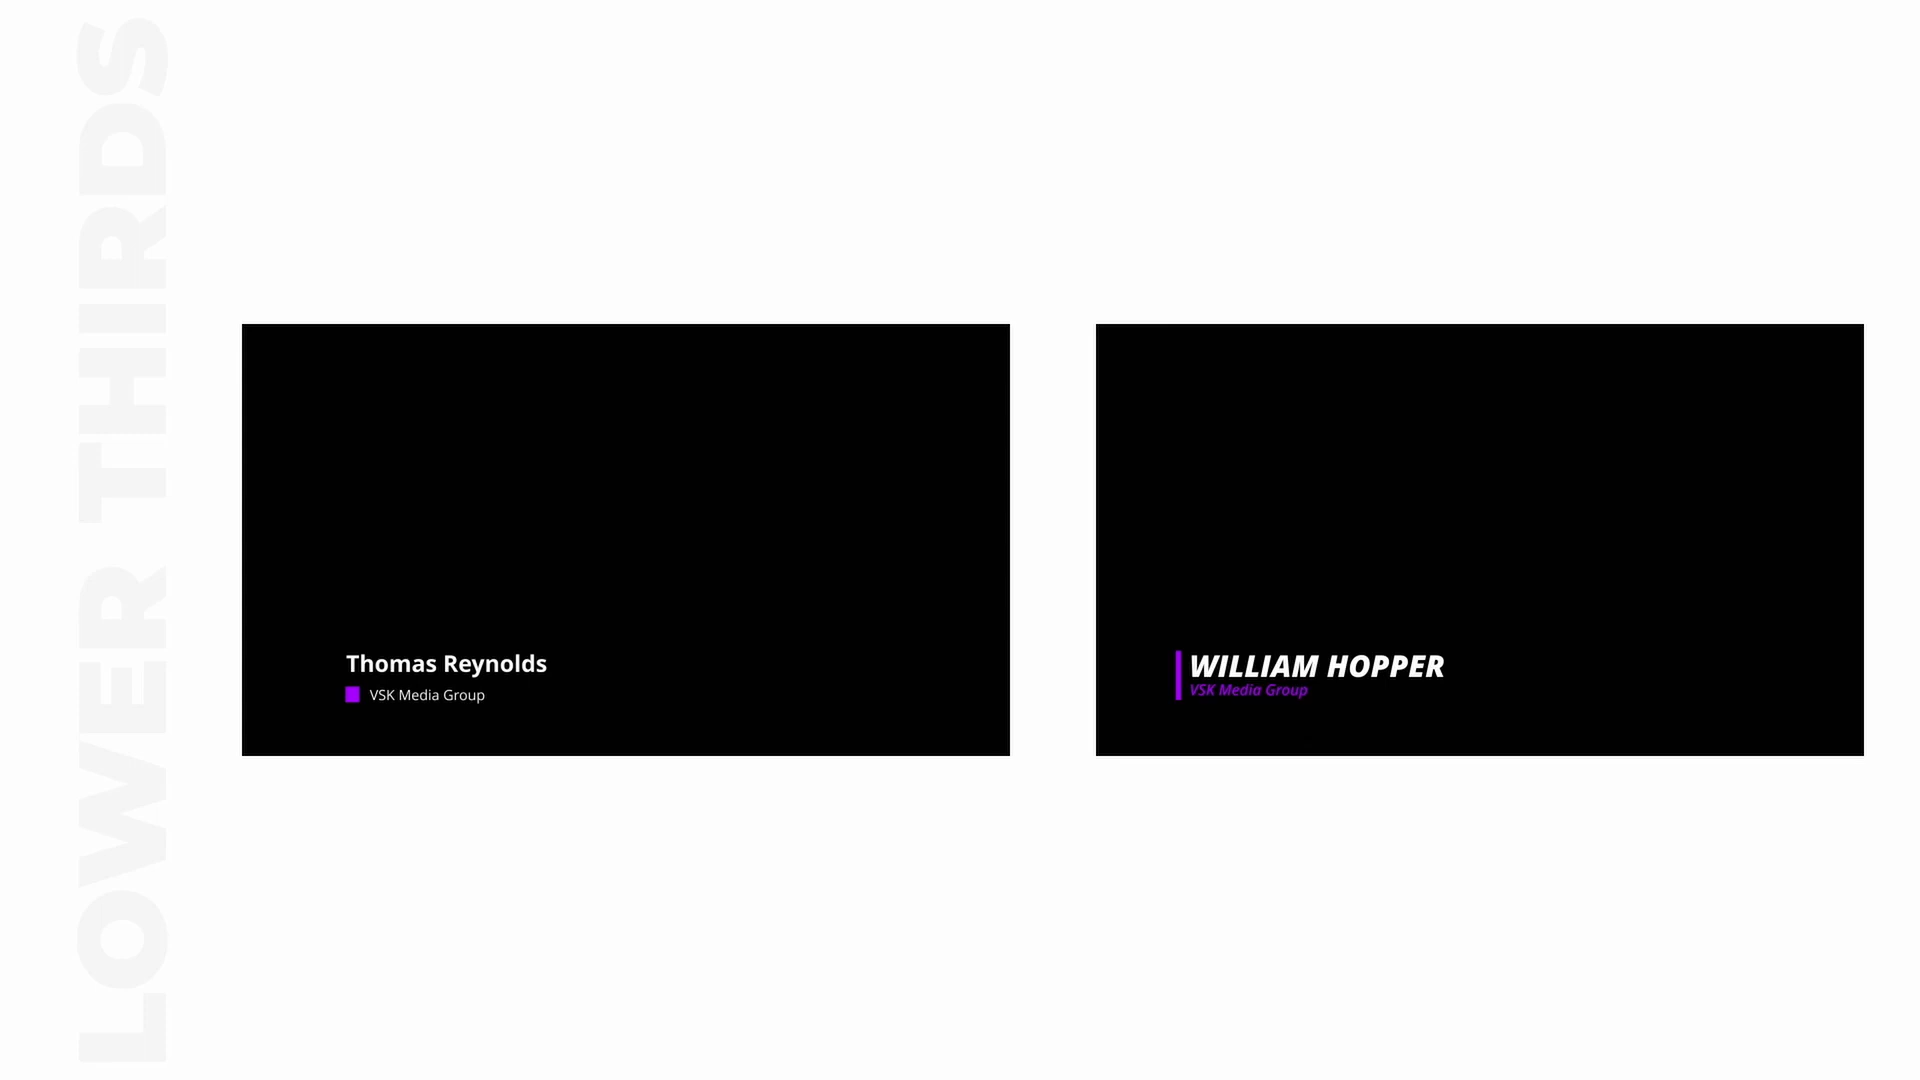 LOWER THIRDS
Thomas Reynolds
VSK Media Group
WILLIAM HOPPER
VSK Media Group